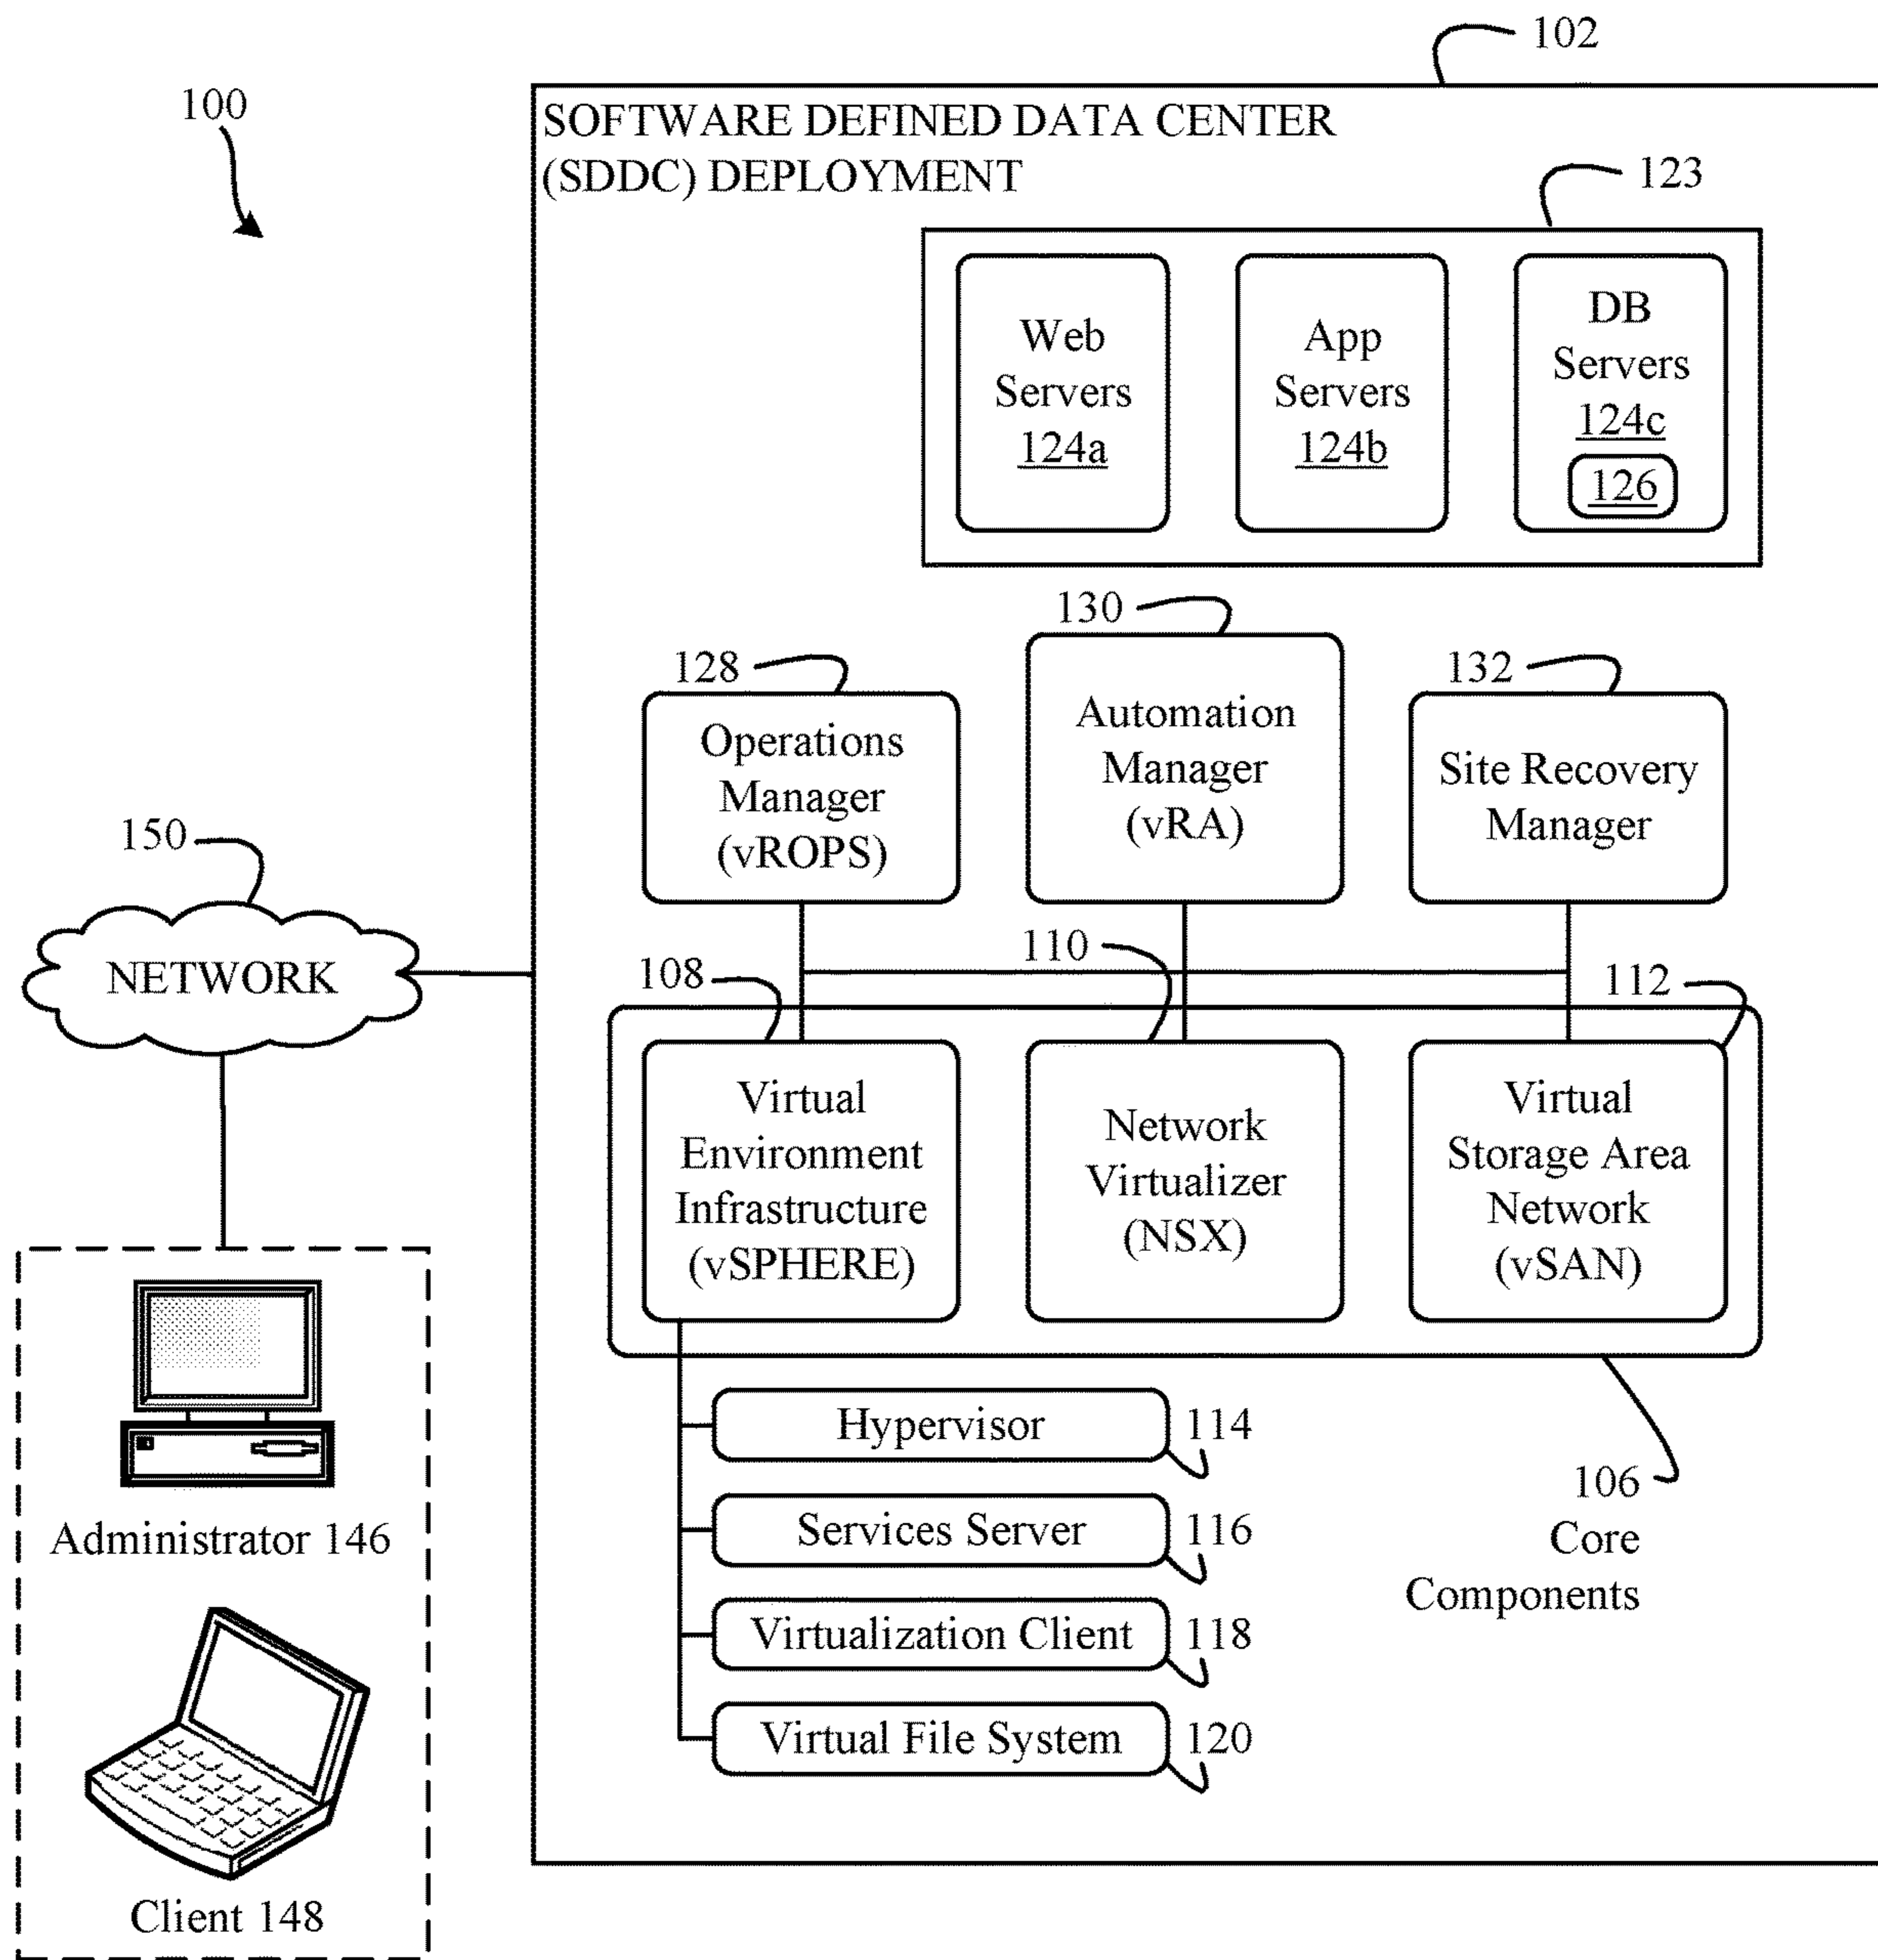 102
100
SOFTWARE DEFINED DATA CENTER
(SDDC) DEPLOYMENT
123
Web
Servers
124a
App
Servers
124b
DB
Servers
124c
126
128
Operations
Manager
(vROPS)
130
Automation
Manager
(vRA)
132
Site Recovery
Manager
150
NETWORK
108
Virtual
Environment
Infrastructure
(vSPHERE)
110
Network
Virtualizer
(NSX)
112
Virtual
Storage Area
Network
(vSAN)
Hypervisor 114
Services Server 116
Virtualization Client 118
Virtual File System 120
106
Core
Components
Administrator 146
Client 148